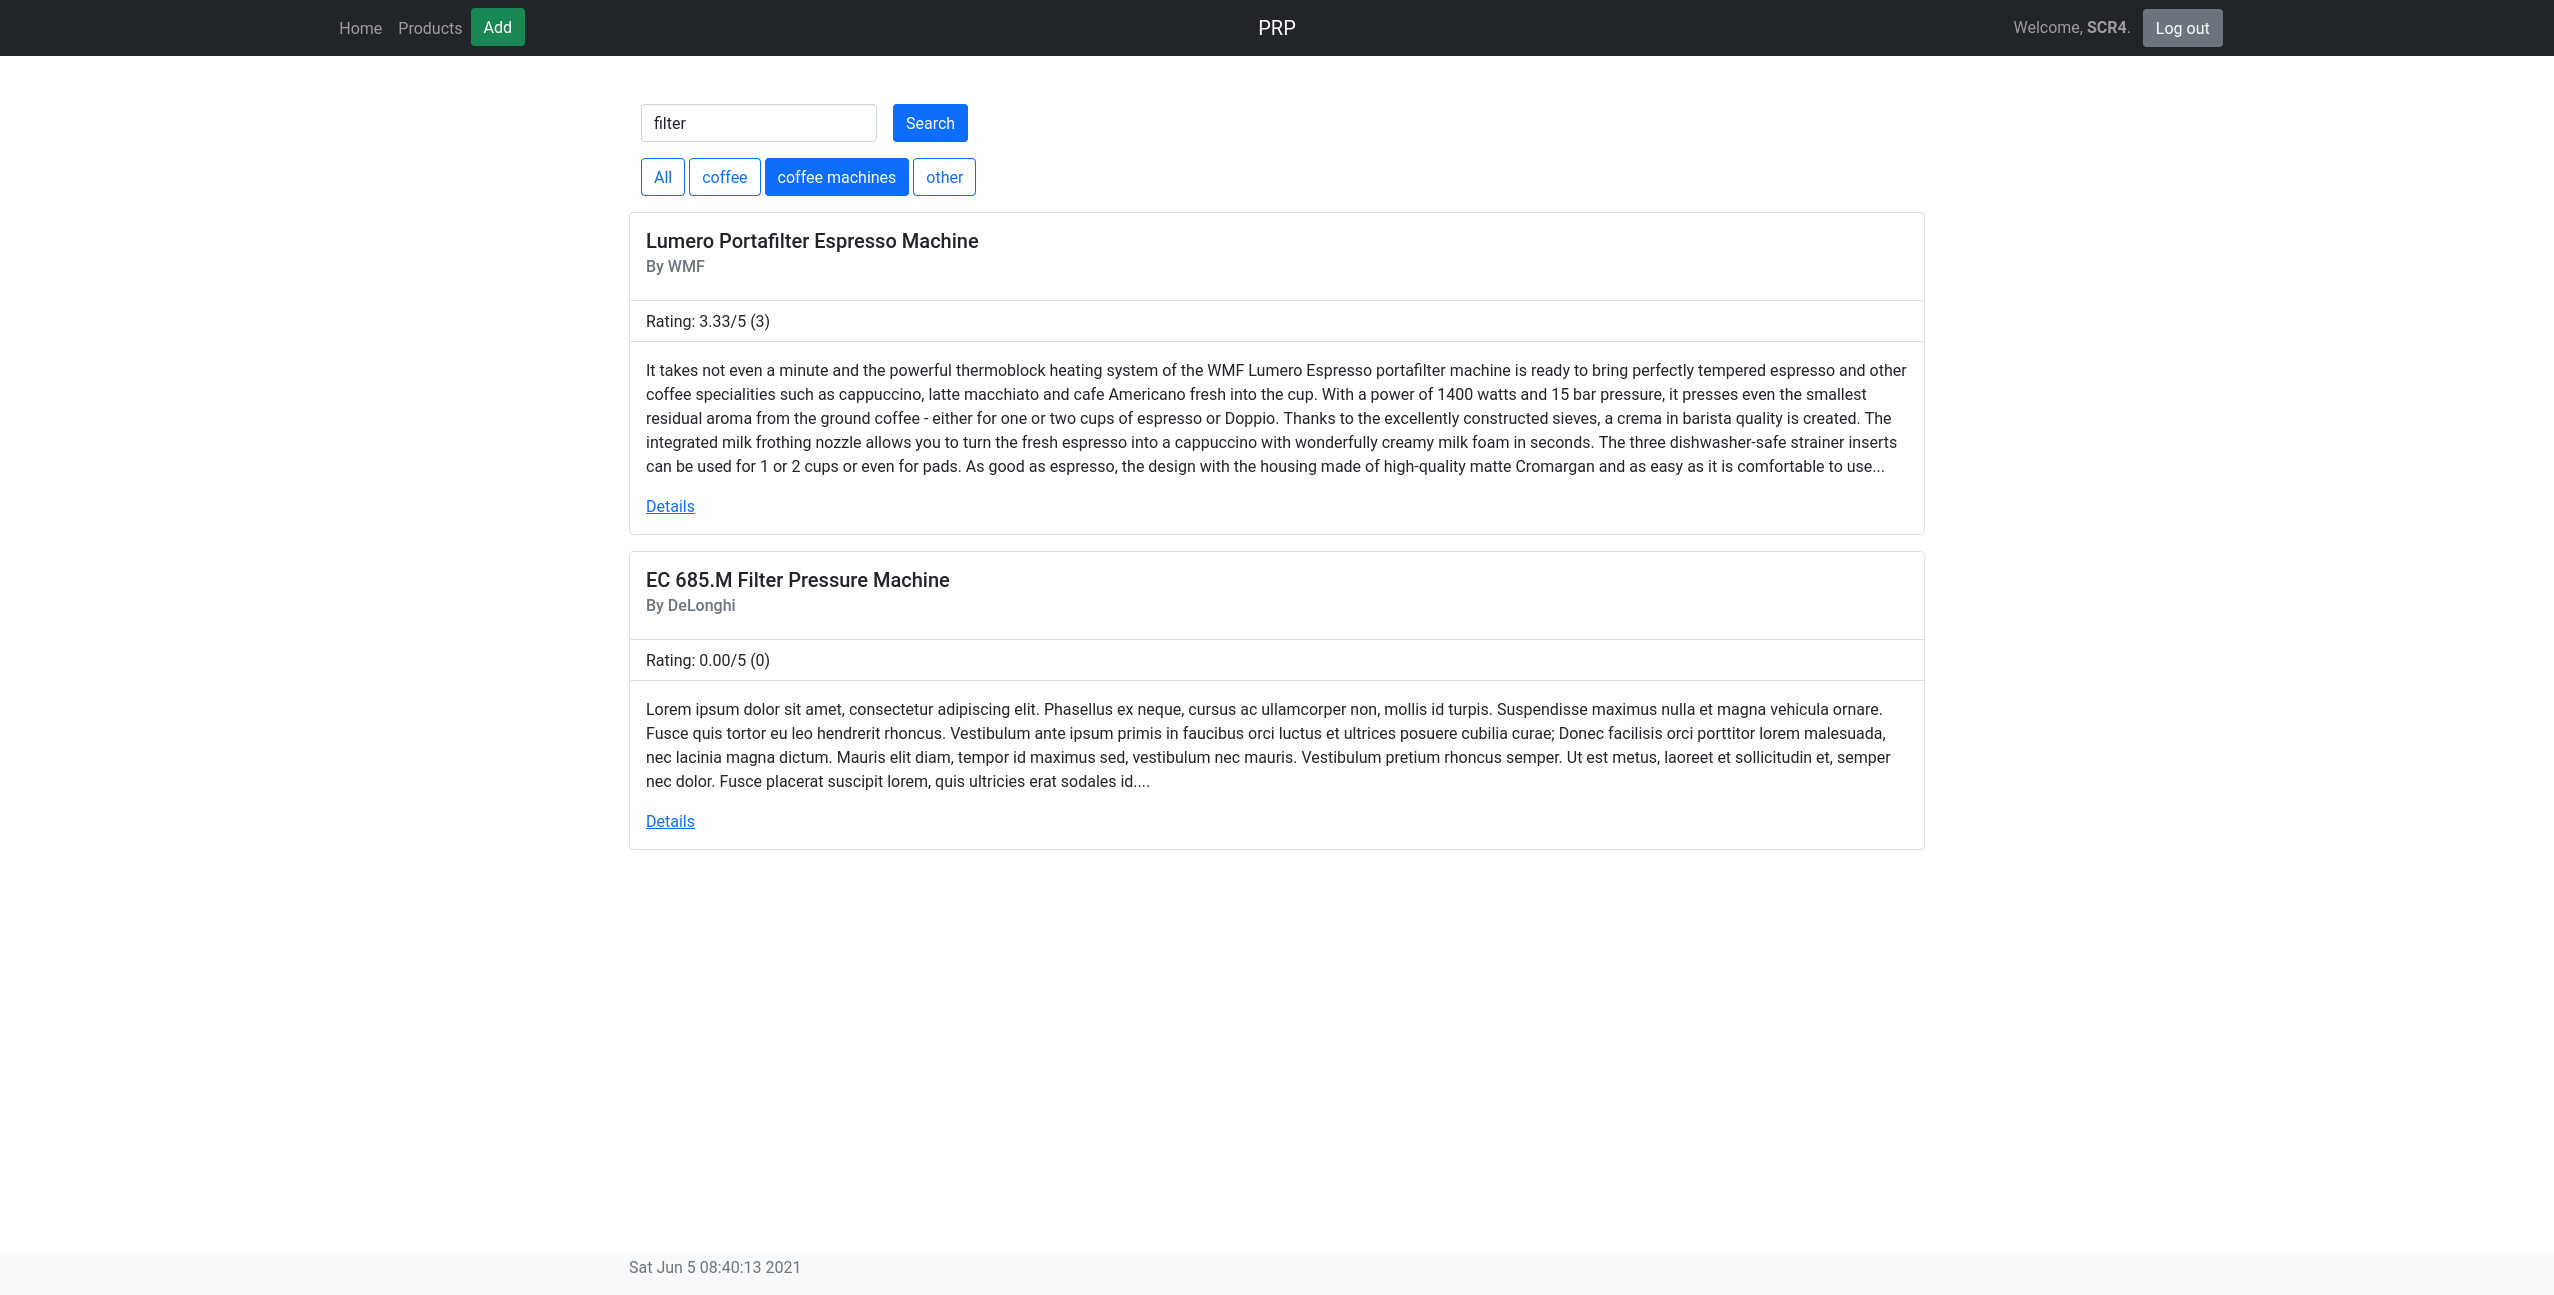 Home Products Add PRP Welcome, SCR4. Log out
filter Search
All coffee coffee machines other
Lumero Portafilter Espresso Machine
By WMF
Rating: 3.33/5 (3)
It takes not even a minute and the powerful thermoblock heating system of the WMF Lumero Espresso portafilter machine is ready to bring perfectly tempered espresso and other
coffee specialities such as cappuccino, latte macchiato and cafe Americano fresh into the cup. With a power of 1400 watts and 15 bar pressure, it presses even the smallest
residual aroma from the ground coffee - either for one or two cups of espresso or Doppio. Thanks to the excellently constructed sieves, a crema in barista quality is created. The
integrated milk frothing nozzle allows you to turn the fresh espresso into a cappuccino with wonderfully creamy milk foam in seconds. The three dishwasher-safe strainer inserts
can be used for 1 or 2 cups or even for pads. As good as espresso, the design with the housing made of high-quality matte Cromargan and as easy as it is comfortable to use...
Details
EC 685.M Filter Pressure Machine
By DeLonghi
Rating: 0.00/5 (0)
Lorem ipsum dolor sit amet, consectetur adipiscing elit. Phasellus ex neque, cursus ac ullamcorper non, mollis id turpis. Suspendisse maximus nulla et magna vehicula ornare.
Fusce quis tortor eu leo hendrerit rhoncus. Vestibulum ante ipsum primis in faucibus orci luctus et ultrices posuere cubilia curae; Donec facilisis orci porttitor lorem malesuada,
nec lacinia magna dictum. Mauris elit diam, tempor id maximus sed, vestibulum nec mauris. Vestibulum pretium rhoncus semper. Ut est metus, laoreet et sollicitudin et, semper
nec dolor. Fusce placerat suscipit lorem, quis ultricies erat sodales id....
Details
Sat Jun 5 08:40:13 2021